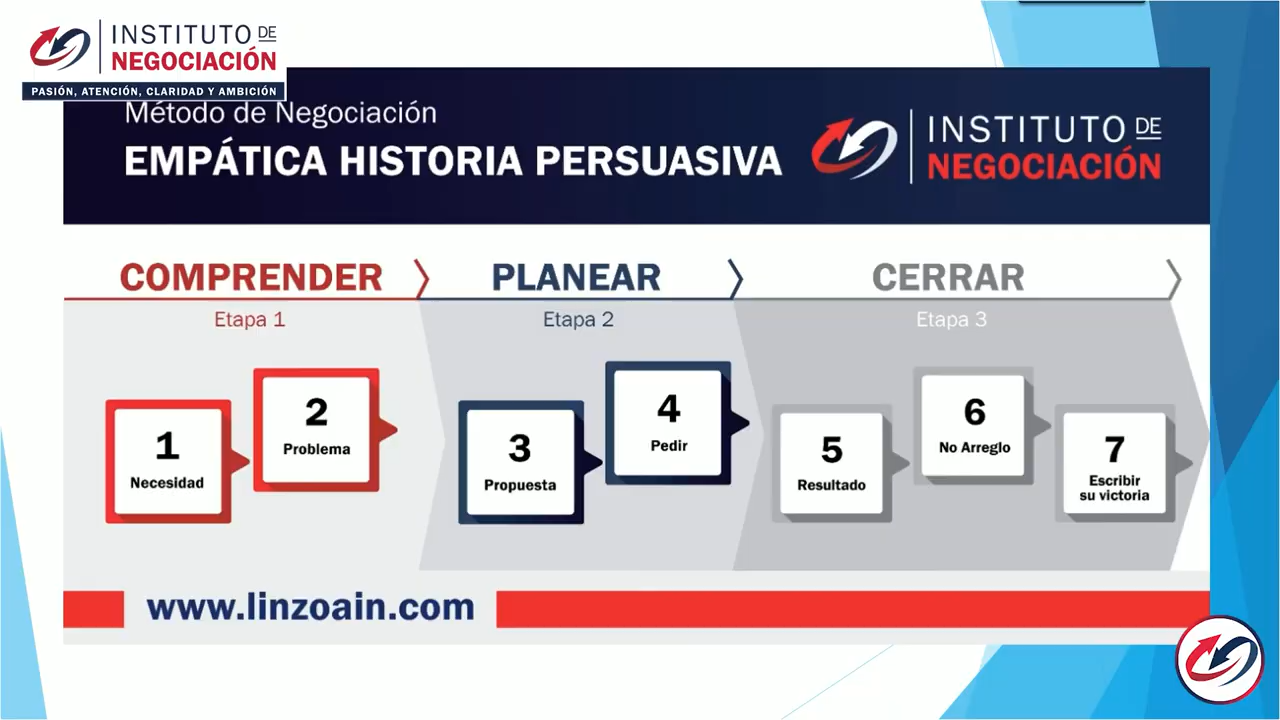 INSTITUTO DE
NEGOCIACIÓN
PASIÓN, ATENCIÓN, CLARIDAD Y AMBICIÓN
Método de Negociación
EMPÁTICA HISTORIA PERSUASIVA
INSTITUTO DE
NEGOCIACIÓN
COMPRENDER
PLANEAR
CERRAR
Etapa 1
Etapa 2
Etapa 3
1
Necesidad
2
Problema
3
Propuesta
4
Pedir
5
Resultado
6
No Arreglo
7
Escribir
su victoria
www.linzoain.com